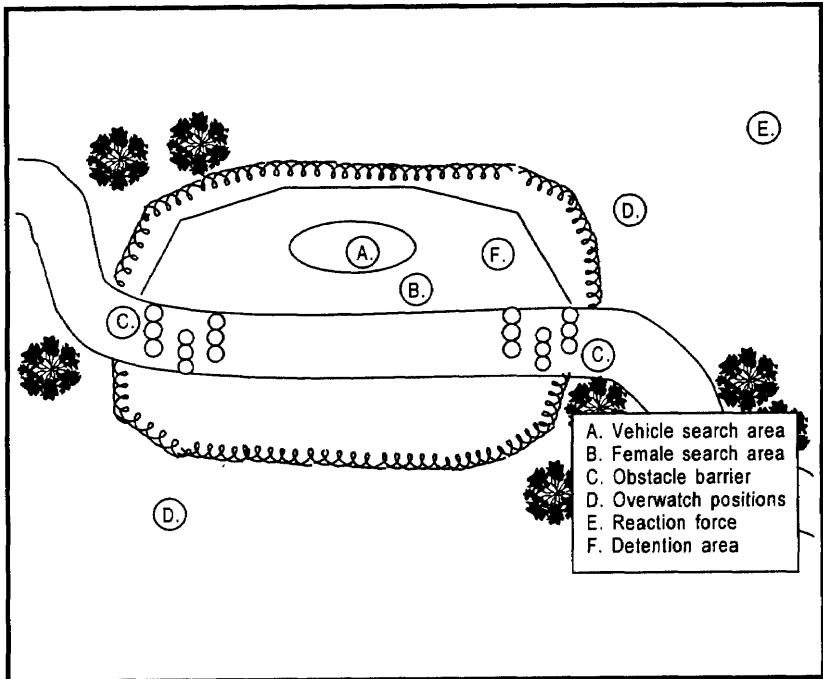 E.
D.
A.
F.
B.
C.
C.
D.
A. Vehicle search area
B. Female search area
C. Obstacle barrier
D. Overwatch positions
E. Reaction force
F. Detention area